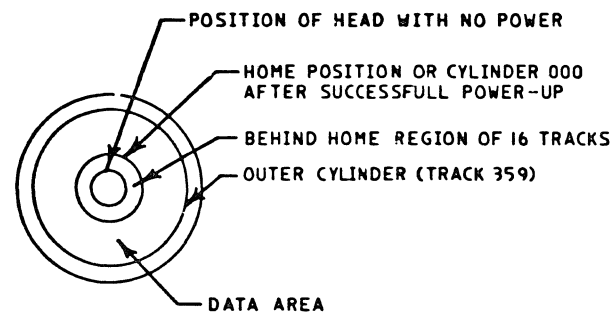 POSITION OF HEAD WITH NO POWER
HOME POSITION OR CYLINDER 000
AFTER SUCCESSFULL POWER-UP
BEHIND HOME REGION OF 16 TRACKS
OUTER CYLINDER (TRACK 359)
DATA AREA